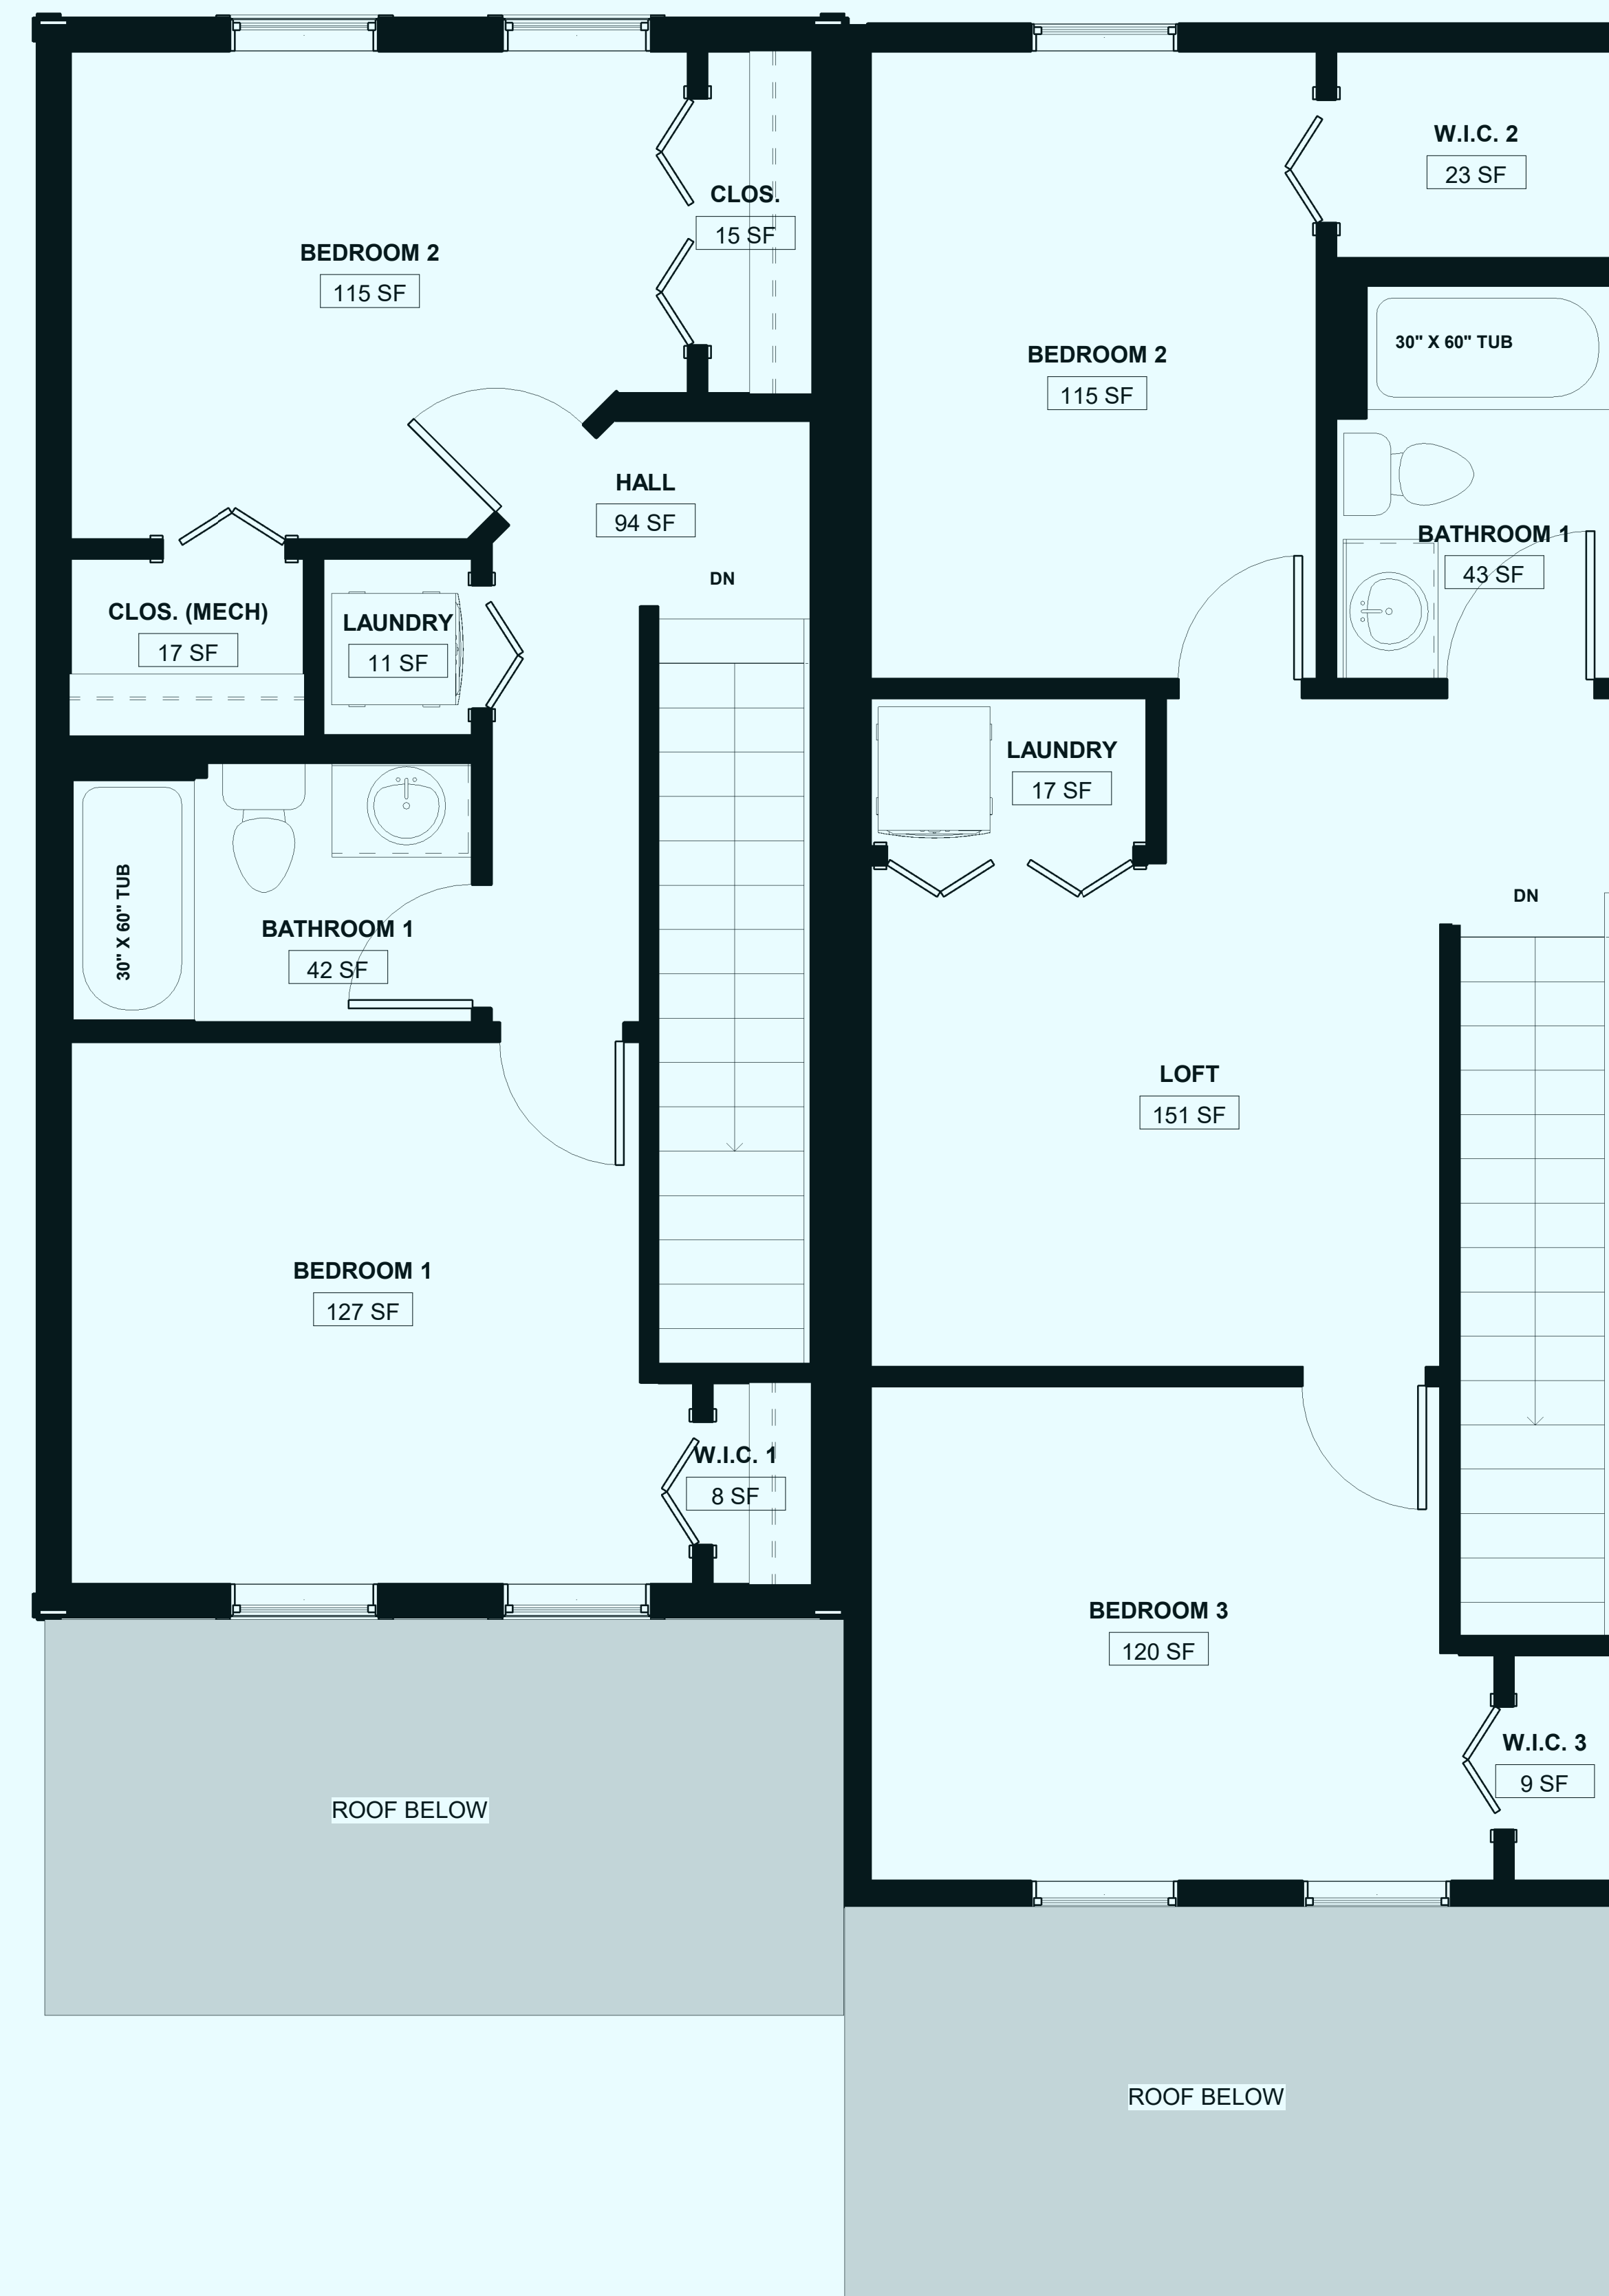 BEDROOM 2
115 SF
CLOS.
15 SF
HALL
94 SF
DN
CLOS. (MECH)
17 SF
LAUNDRY
11 SF
30" X 60" TUB
BATHROOM 1
42 SF
BEDROOM 1
127 SF
W.I.C. 1
8 SF
ROOF BELOW
W.I.C. 2
23 SF
BEDROOM 2
115 SF
30" X 60" TUB
BATHROOM 1
43 SF
LAUNDRY
17 SF
DN
LOFT
151 SF
BEDROOM 3
120 SF
W.I.C. 3
9 SF
ROOF BELOW